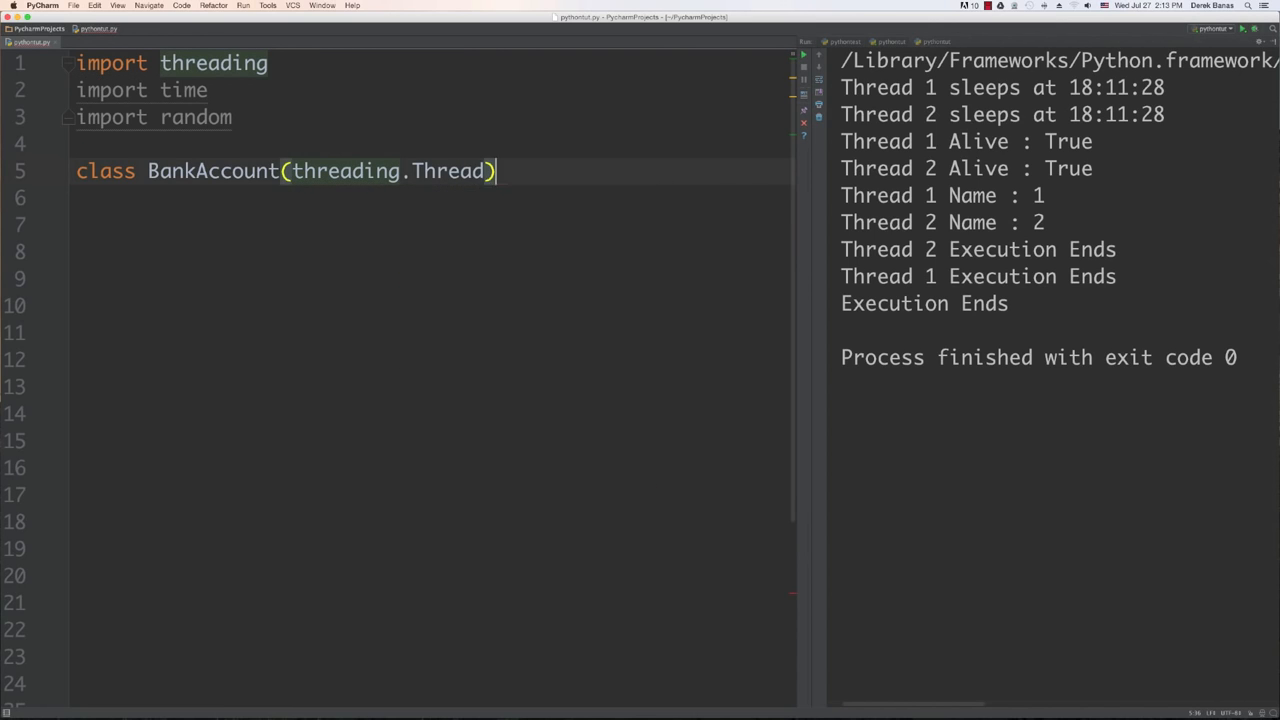 PyCharm File Edit View Navigate Code Refactor Run Tools VCS Window Help
10 Wed Jul 27 2:13 PM Derek Banas
pythontut.py - PycharmProjects - [~/PycharmProjects]
PycharmProjects pythontut.py pythontut
pythontut.py Run: pythontest pythontut pythontut
1 import threading
2 import time
3 import random
4
5 class BankAccount(threading.Thread)
6
7
8
9
10
11
12
13
14
15
16
17
18
19
20
21
22
23
24
25
/Library/Frameworks/Python.framework/
Thread 1 sleeps at 18:11:28
Thread 2 sleeps at 18:11:28
Thread 1 Alive : True
Thread 2 Alive : True
Thread 1 Name : 1
Thread 2 Name : 2
Thread 2 Execution Ends
Thread 1 Execution Ends
Execution Ends
Process finished with exit code 0
5:36 LF÷ UTF-8÷